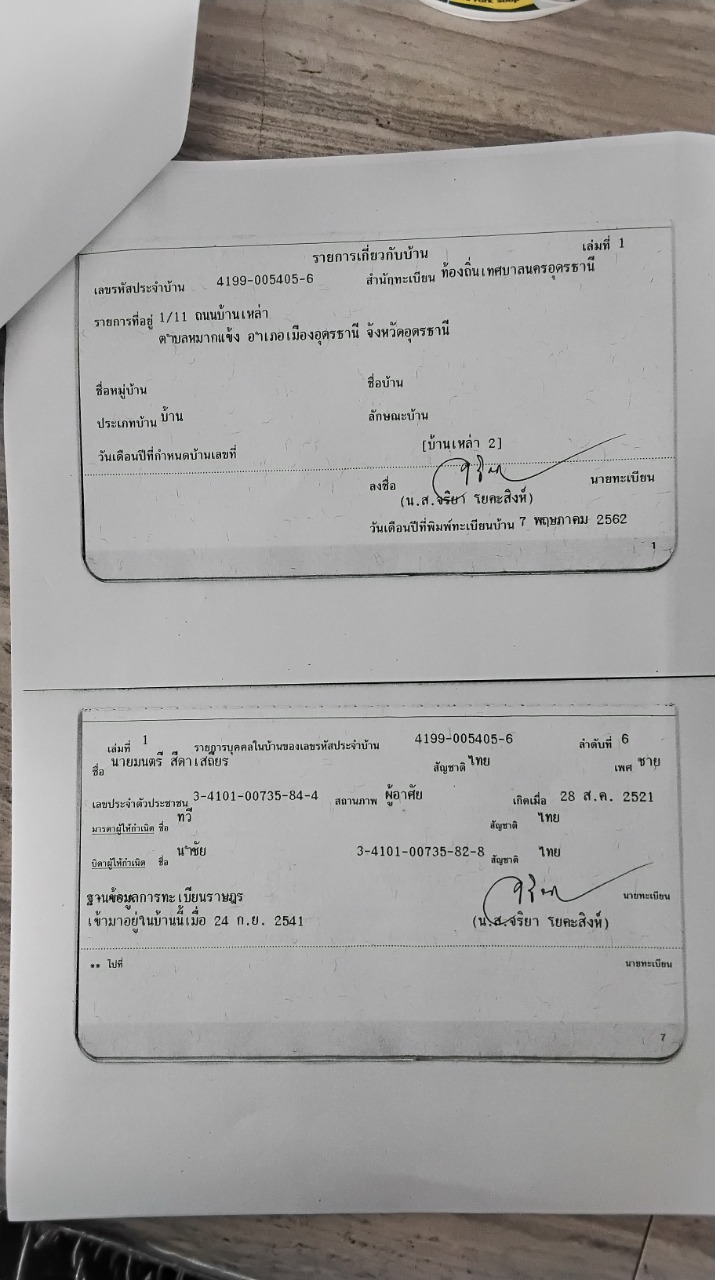 รายการเกี่ยวกับบ้าน เล่มที่ 1
เลขรหัสประจำบ้าน 4199-005405-6 สำนักทะเบียน ท้องถิ่นเทศบาลนครอุดรธานี
รายการที่อยู่ 1/11 ถนนบ้านเหล่า
ตำบลหมากแข้ง อำเภอเมืองอุดรธานี จังหวัดอุดรธานี
ชื่อหมู่บ้าน ชื่อบ้าน
ประเภทบ้าน บ้าน ลักษณะบ้าน
วันเดือนปีที่กำหนดบ้านเลขที่ [บ้านเหล่า 2]
ลงชื่อ นายทะเบียน
(น.ส.จริยา โยคะสิงห์)
วันเดือนปีที่พิมพ์ทะเบียนบ้าน 7 พฤษภาคม 2562
1
เล่มที่ 1 รายการบุคคลในบ้านของเลขรหัสประจำบ้าน 4199-005405-6 ลำดับที่ 6
ชื่อ นายมนตรี สีดาเสถียร สัญชาติ ไทย เพศ ชาย
เลขประจำตัวประชาชน 3-4101-00735-84-4 สถานภาพ ผู้อาศัย เกิดเมื่อ 28 ส.ค. 2521
มารดาผู้ให้กำเนิด ชื่อ ทวี สัญชาติ ไทย
บิดาผู้ให้กำเนิด ชื่อ นำชัย 3-4101-00735-82-8 สัญชาติ ไทย
ฐานข้อมูลการทะเบียนราษฎร นายทะเบียน
เข้ามาอยู่ในบ้านนี้เมื่อ 24 ก.ย. 2541 (น.ส.จริยา โยคะสิงห์)
** ไปที่ นายทะเบียน
7